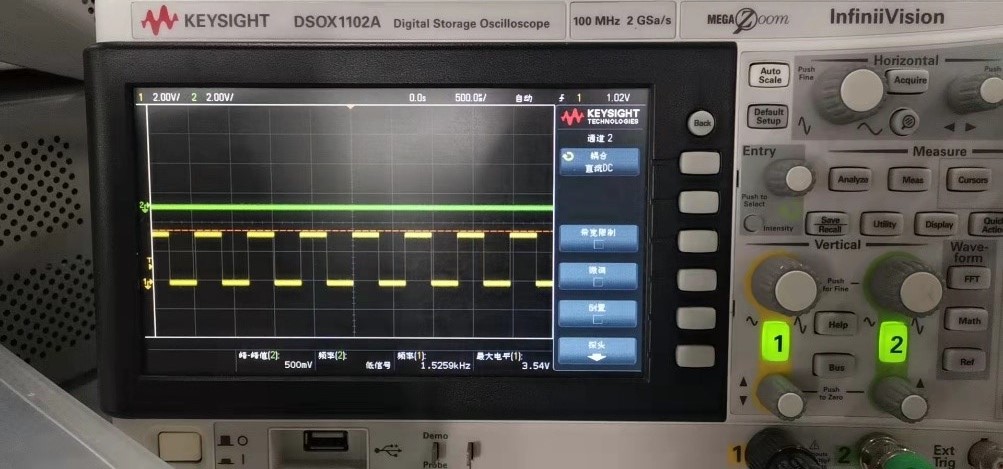 KEYSIGHT DSOX1102A Digital Storage Oscilloscope 100 MHz 2 GSa/s MEGA Zoom InfiniiVision
1 2.00V/ 2 2.00V/ 0.0s 500.0㎲/ 自动 1 1.02V
KEYSIGHT
TECHNOLOGIES
通道 2
耦合
直流DC
带宽限制
微调
倒置
探头
2
T
1
峰-峰值(2): 频率(2): 频率(1): 最大电平(1):
500mV 低信号 1.5259kHz 3.54V
Back
Auto
Scale
Default
Setup
Push
Fine
Horizontal
Acquire
Push
Entry
Push to
Select
Intensity
Measure
Analyze
Meas
Cursors
Save
Recall
Utility
Display
Quick
Action
Vertical
Push
for Fine
1
2
Help
Bus
Push
to Zero
Wave-
form
FFT
Math
Ref
Demo
Probe
1
2
Ext
Trig